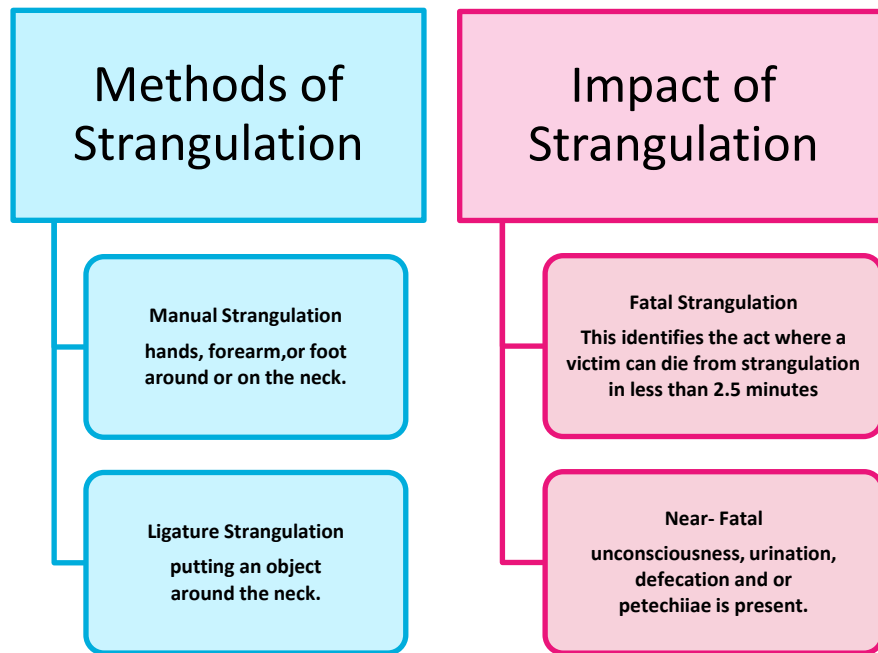 Methods of
Strangulation
Manual Strangulation
hands, forearm,or foot
around or on the neck.
Ligature Strangulation
putting an object
around the neck.
Impact of
Strangulation
Fatal Strangulation
This identifies the act where a
victim can die from strangulation
in less than 2.5 minutes
Near- Fatal
unconsciousness, urination,
defecation and or
petechiiae is present.